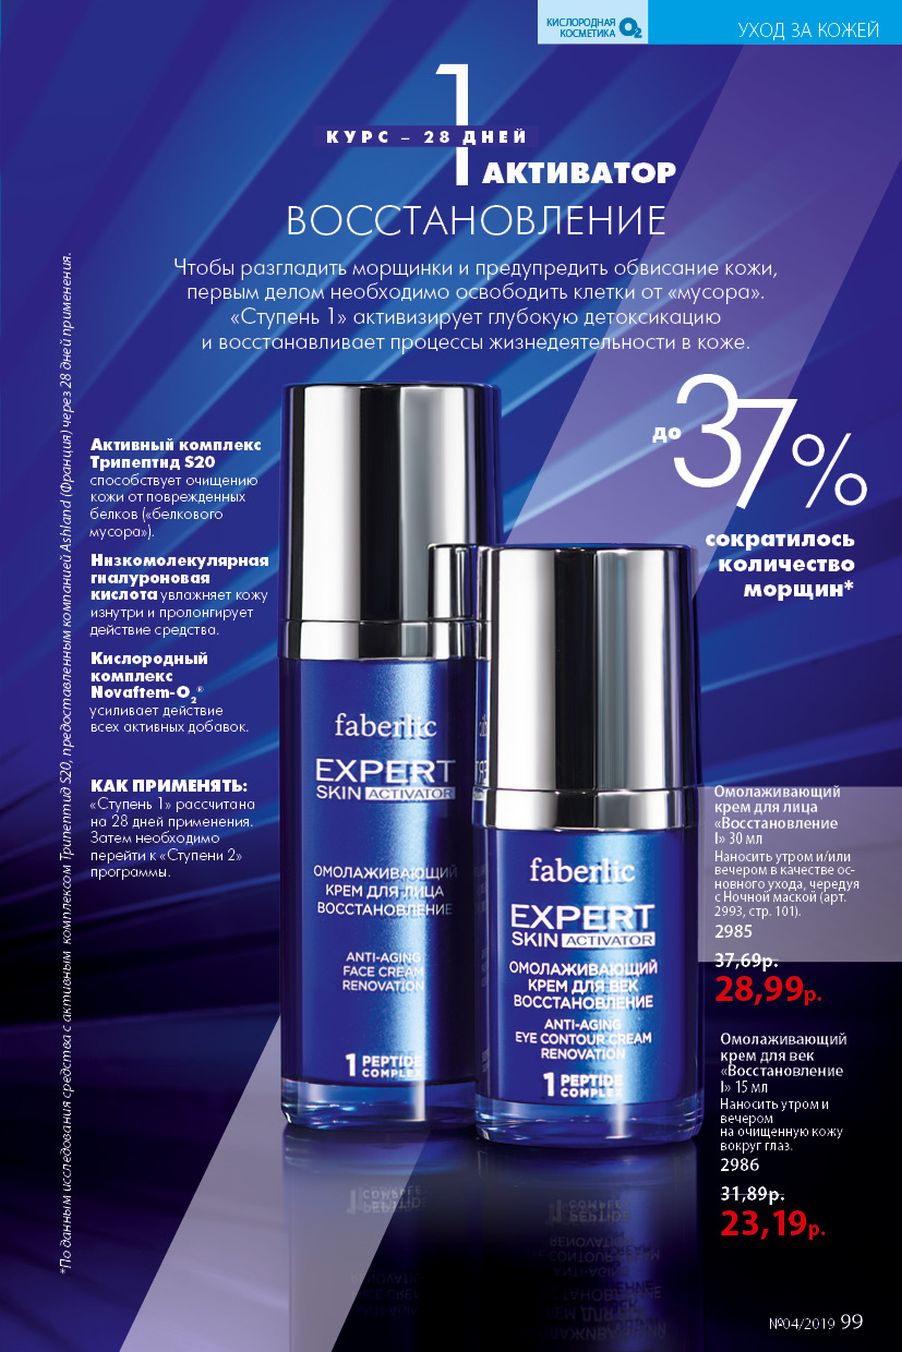 КИСЛОРОДНАЯ
КОСМЕТИКА O2
УХОД ЗА КОЖЕЙ
1
КУРС – 28 ДНЕЙ
АКТИВАТОР
ВОССТАНОВЛЕНИЕ
Чтобы разгладить морщинки и предупредить обвисание кожи,
первым делом необходимо освободить клетки от «мусора».
«Ступень 1» активизирует глубокую детоксикацию
и восстанавливает процессы жизнедеятельности в коже.
до 37%
сократилось
количество
морщин*
Активный комплекс
Трипептид S20
способствует очищению
кожи от поврежденных
белков («белкового
мусора»).
Низкомолекулярная
гиалуроновая
кислота увлажняет кожу
изнутри и пролонгирует
действие средства.
Кислородный
комплекс
Novaftem-O2®
усиливает действие
всех активных добавок.
КАК ПРИМЕНЯТЬ:
«Ступень 1» рассчитана
на 28 дней применения.
Затем необходимо
перейти к «Ступени 2»
программы.
*По данным исследования средства с активным комплексом Трипептид S20, предоставленным компанией Ashland (Франция) через 28 дней применения.
faberlic
EXPERT
SKIN ACTIVATOR
ОМОЛАЖИВАЮЩИЙ
КРЕМ ДЛЯ ЛИЦА
ВОССТАНОВЛЕНИЕ
ANTI-AGING
FACE CREAM
RENOVATION
1 PEPTIDE
COMPLEX
faberlic
EXPERT
SKIN ACTIVATOR
ОМОЛАЖИВАЮЩИЙ
КРЕМ ДЛЯ ВЕК
ВОССТАНОВЛЕНИЕ
ANTI-AGING
EYE CONTOUR CREAM
RENOVATION
1 PEPTIDE
COMPLEX
Омолаживающий
крем для лица
«Восстановление
I» 30 мл
Наносить утром и/или
вечером в качестве ос-
новного ухода, чередуя
с Ночной маской (арт.
2993, стр. 101).
2985
37,69р.
28,99р.
Омолаживающий
крем для век
«Восстановление
I» 15 мл
Наносить утром и
вечером
на очищенную кожу
вокруг глаз.
2986
31,89р.
23,19р.
№04/2019 99